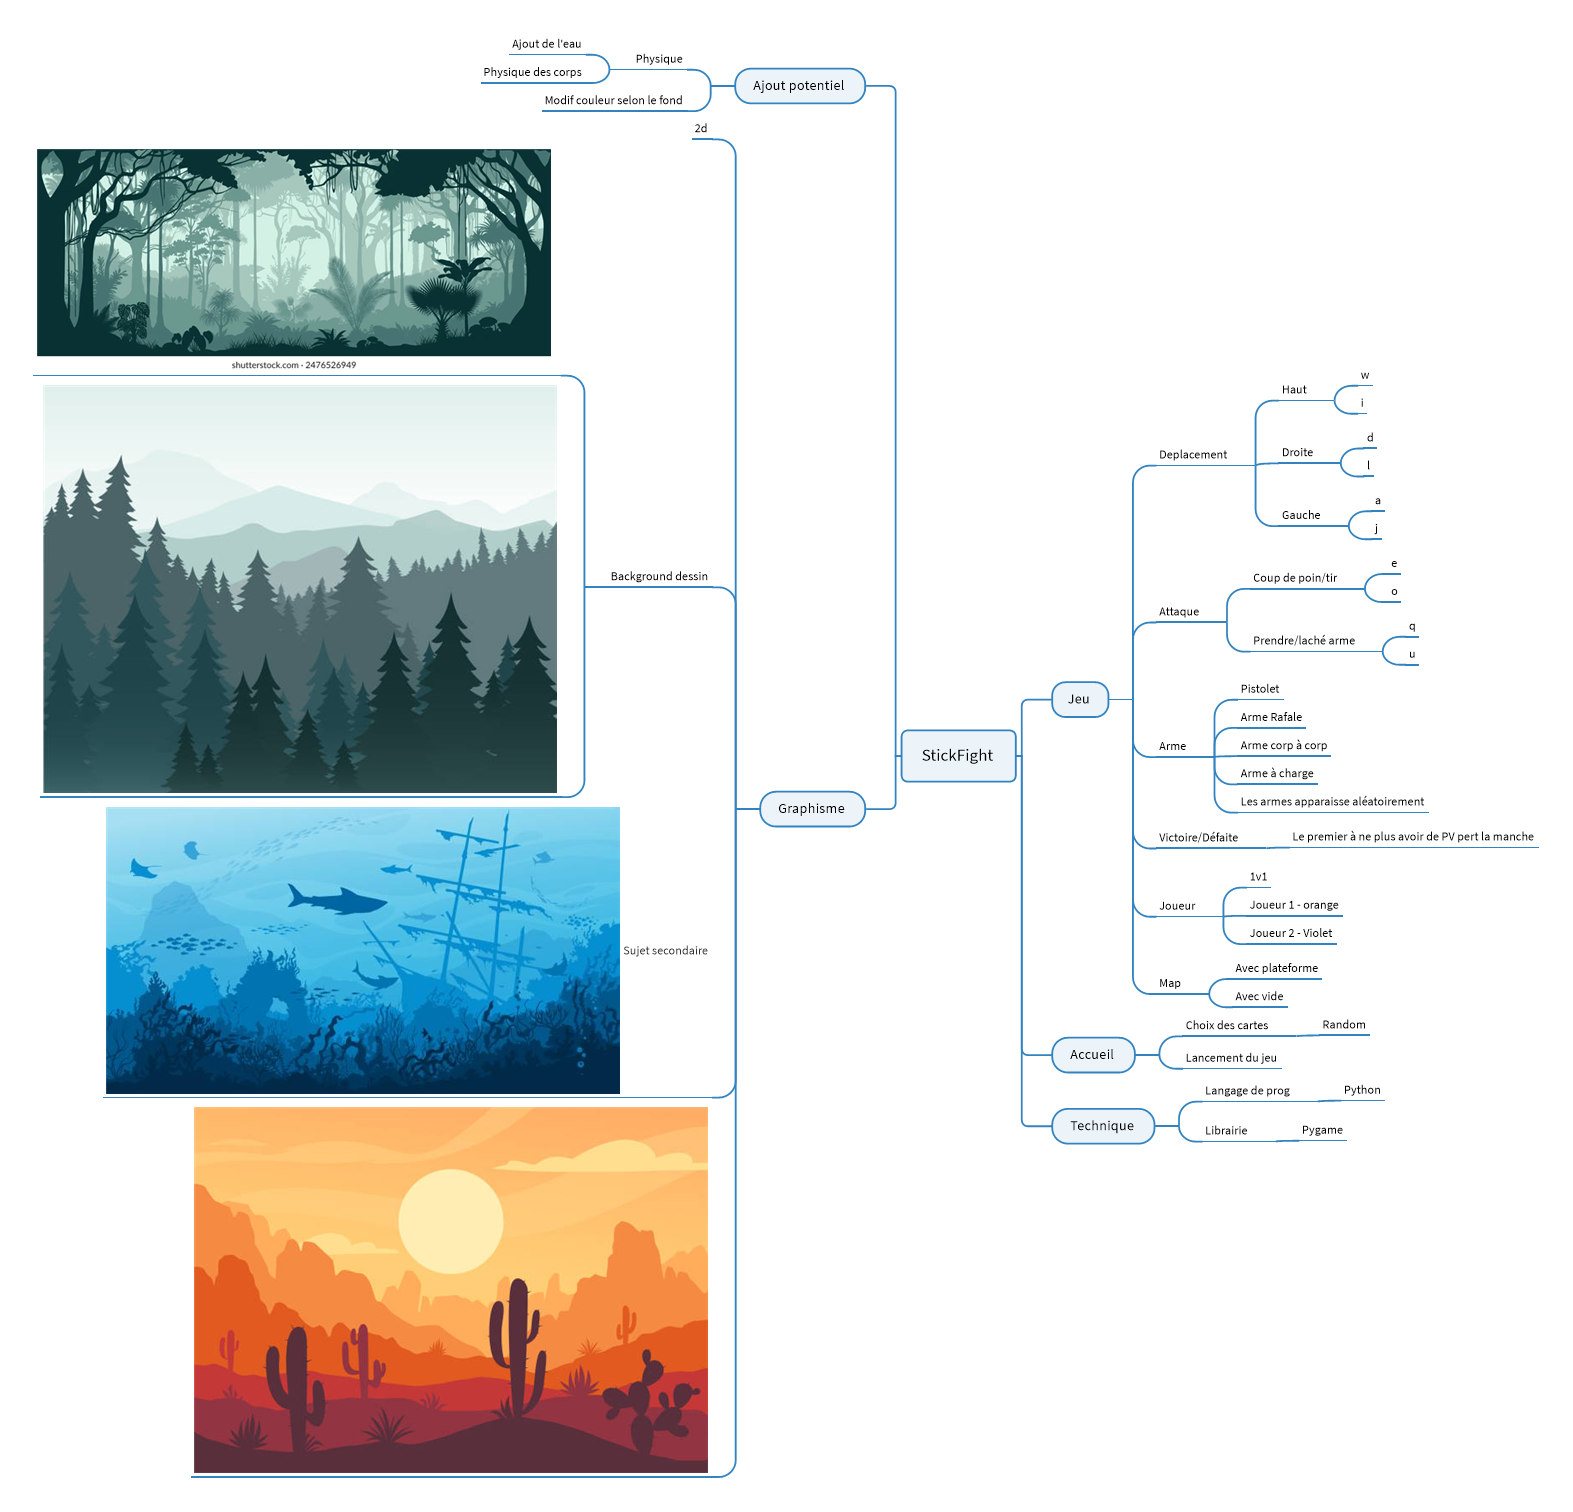 Ajout de l'eau
Physique des corps
Physique
Modif couleur selon le fond
Ajout potentiel
2d
shutterstock.com · 2476526949
Background dessin
Sujet secondaire
Graphisme
StickFight
Jeu
Deplacement
Haut
w
i
Droite
d
l
Gauche
a
j
Attaque
Coup de poin/tir
e
o
Prendre/laché arme
q
u
Arme
Pistolet
Arme Rafale
Arme corp à corp
Arme à charge
Les armes apparaisse aléatoirement
Victoire/Défaite
Le premier à ne plus avoir de PV pert la manche
Joueur
1v1
Joueur 1 - orange
Joueur 2 - Violet
Map
Avec plateforme
Avec vide
Accueil
Choix des cartes
Random
Lancement du jeu
Technique
Langage de prog
Python
Librairie
Pygame